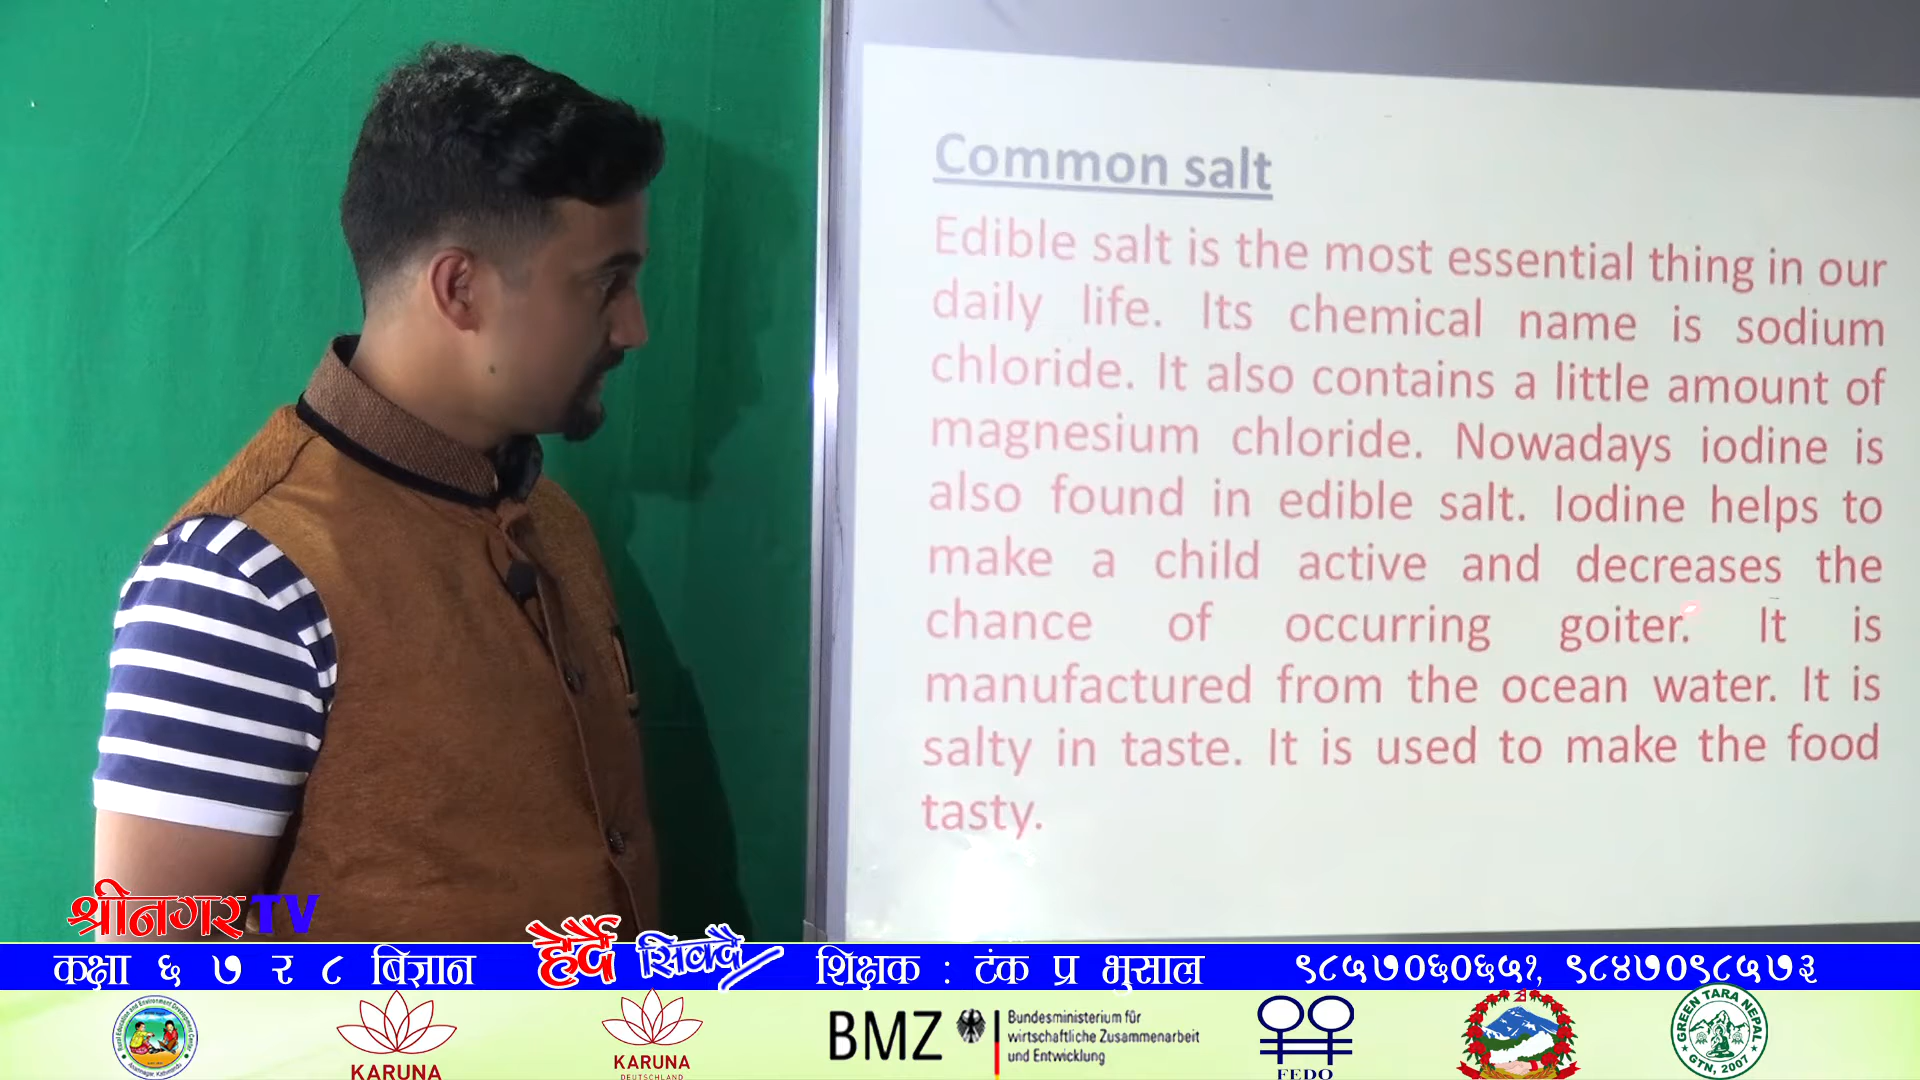 Common salt
Edible salt is the most essential thing in our
daily life. Its chemical name is sodium
chloride. It also contains a little amount of
magnesium chloride. Nowadays iodine is
also found in edible salt. Iodine helps to
make a child active and decreases the
chance of occurring goiter. It is
manufactured from the ocean water. It is
salty in taste. It is used to make the food
tasty.
श्रीनगर TV
कक्षा ६ ७ र ८ बिज्ञान
हेर्दै सिक्दै
शिक्षक : टंक प्र भुसाल
९८५७०६०६५१, ९८४७०९८५७३
KARUNA
KARUNA
DEUTSCHLAND
BMZ
Bundesministerium für
wirtschaftliche Zusammenarbeit
und Entwicklung
FEDO
GREEN TARA NEPAL
GTN, 2007